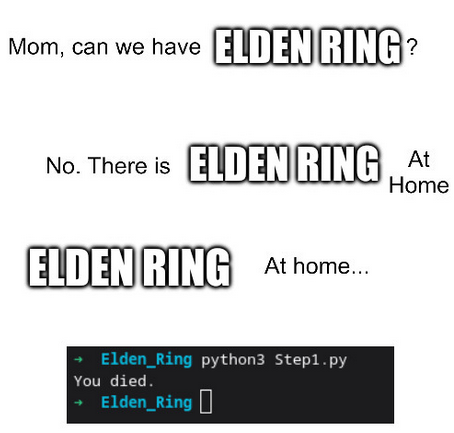 Mom, can we have ELDEN RING ?
No. There is ELDEN RING At Home
ELDEN RING At home...
→ Elden_Ring python3 Step1.py
You died.
→ Elden_Ring